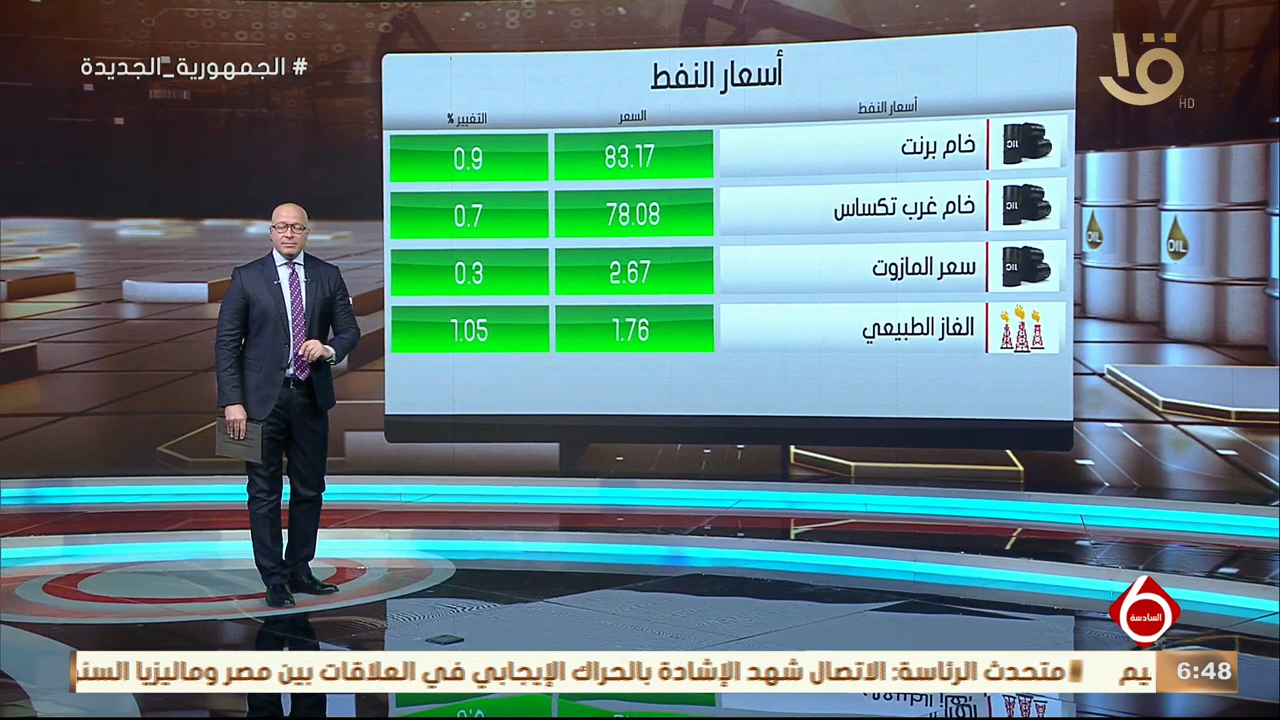 # الجمهورية_الجديدة
HD
أسعار النفط
أسعار النفط السعر التغيير %
خام برنت 83.17 0.9
خام غرب تكساس 78.08 0.7
سعر المازوت 2.67 0.3
الغاز الطبيعي 1.76 1.05
OIL
OIL
السادسة
6:48
يم متحدث الرئاسة: الاتصال شهد الإشادة بالحراك الإيجابي في العلاقات بين مصر وماليزيا السن